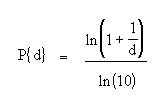 P{d} = ln(1 + 1/d) / ln(10)